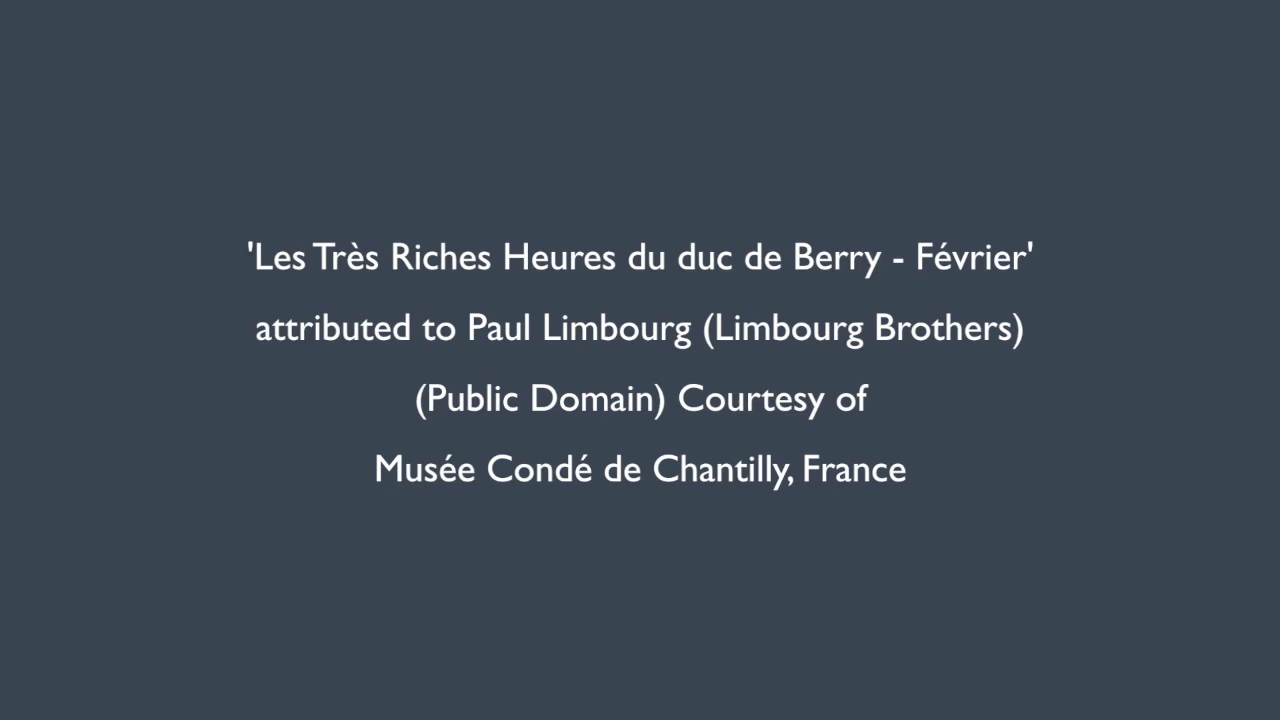 'Les Très Riches Heures du duc de Berry - Février'
attributed to Paul Limbourg (Limbourg Brothers)
(Public Domain) Courtesy of
Musée Condé de Chantilly, France